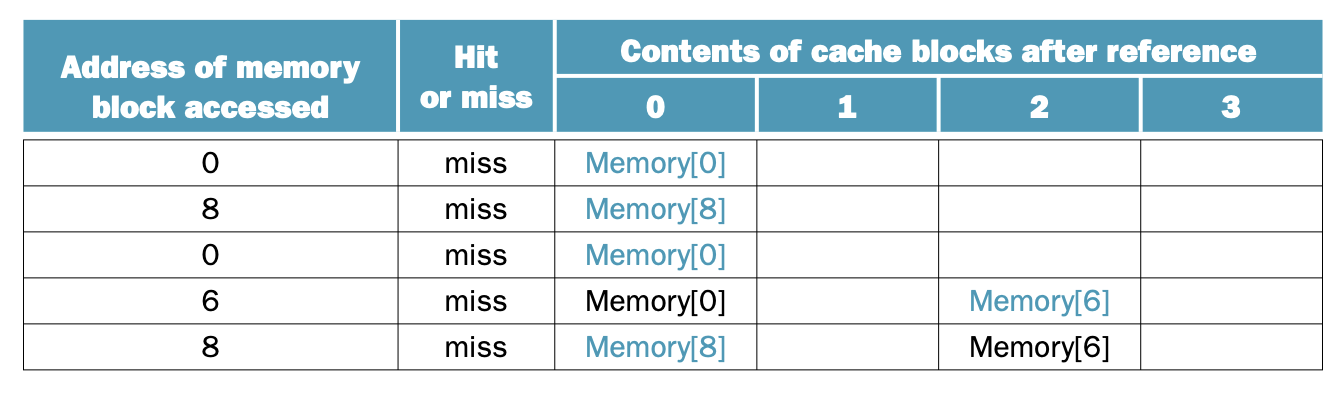 Address of memory block accessed Hit or miss Contents of cache blocks after reference
0 1 2 3
0 miss Memory[0]
8 miss Memory[8]
0 miss Memory[0]
6 miss Memory[0] Memory[6]
8 miss Memory[8] Memory[6]